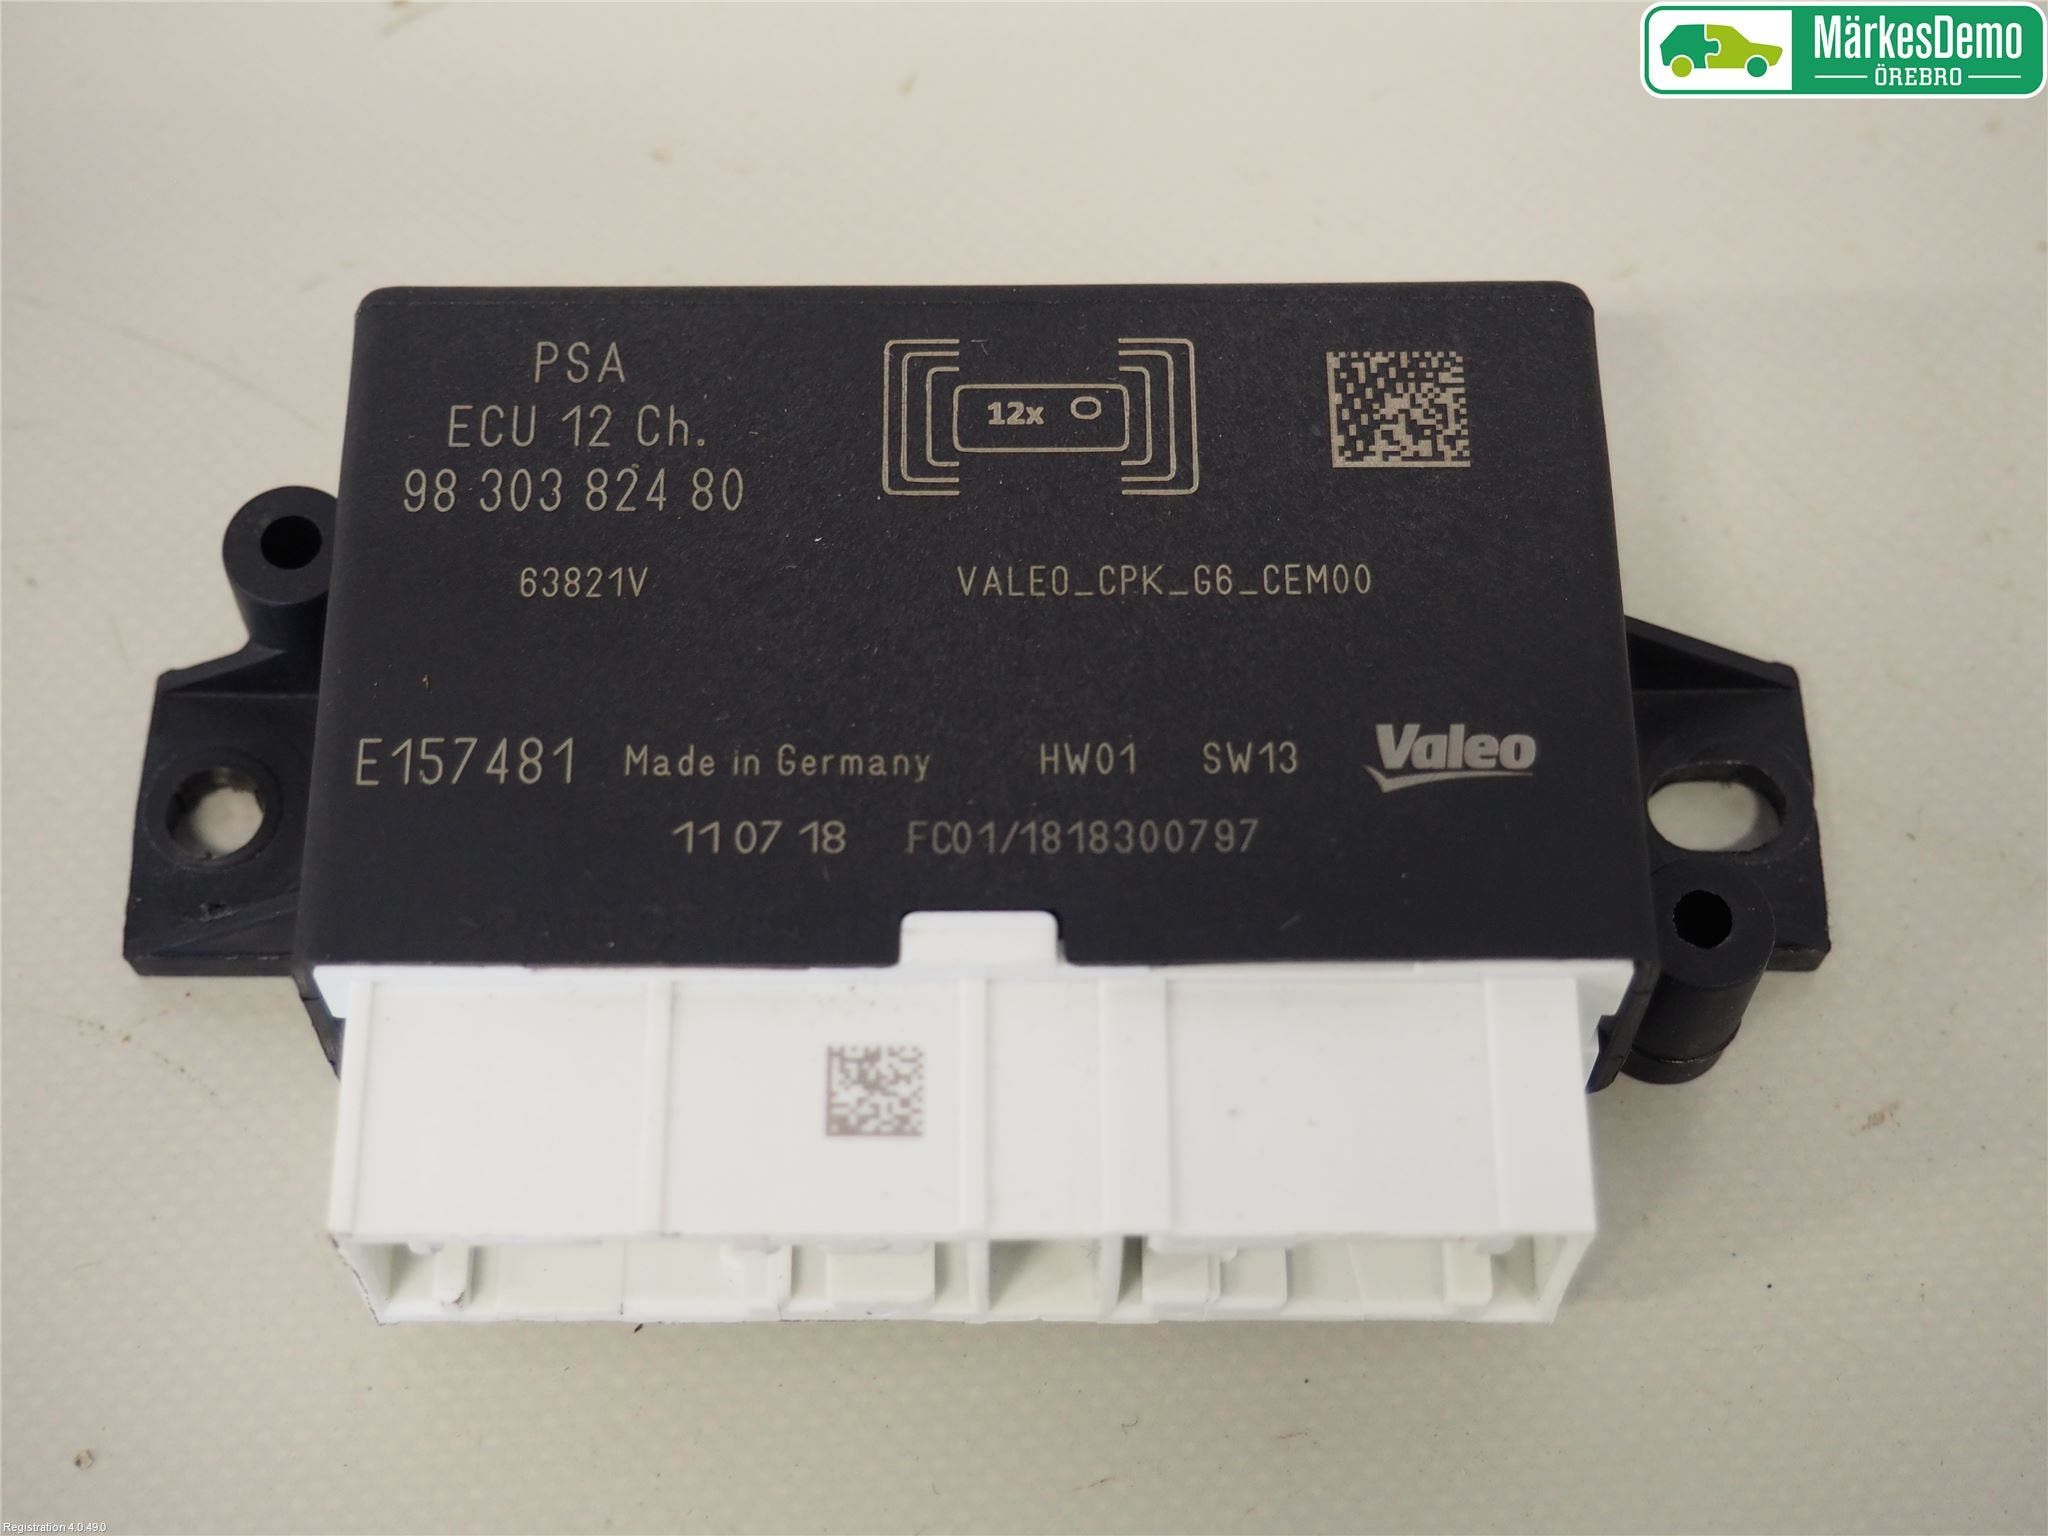 MärkesDemo
ÖREBRO
PSA
ECU 12 Ch.
98 303 824 80
12x
63821V
VALEO_CPK_G6_CEM00
E157481 Made in Germany HW01 SW13 Valeo
11 07 18 FC01/1818300797
Registration 4.0.49.0